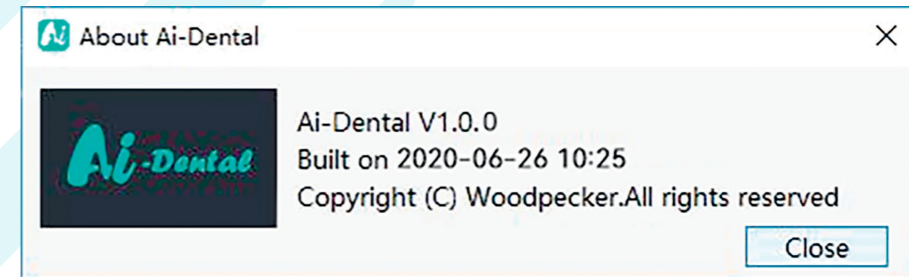 Ai About Ai-Dental
Ai-Dental
Ai-Dental V1.0.0
Built on 2020-06-26 10:25
Copyright (C) Woodpecker.All rights reserved
Close